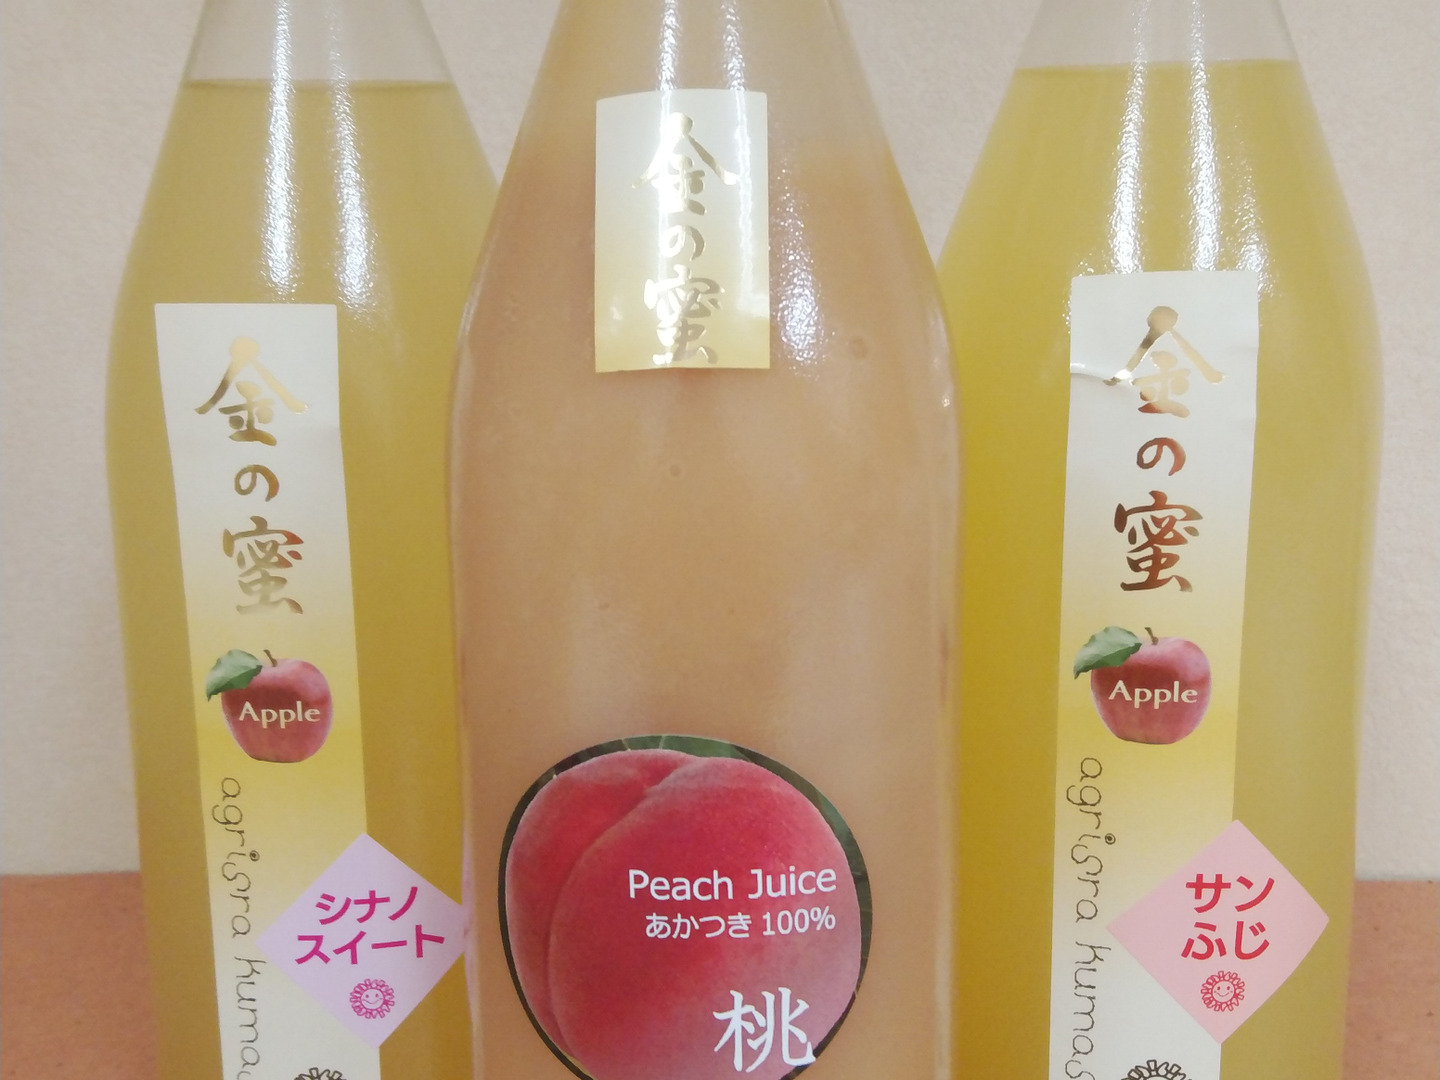 金の蜜
Apple
agrisra kuma
シナノ
スイート
金の蜜
Peach Juice
あかつき 100%
桃
金の蜜
Apple
agrisra kumas
サン
ふじ